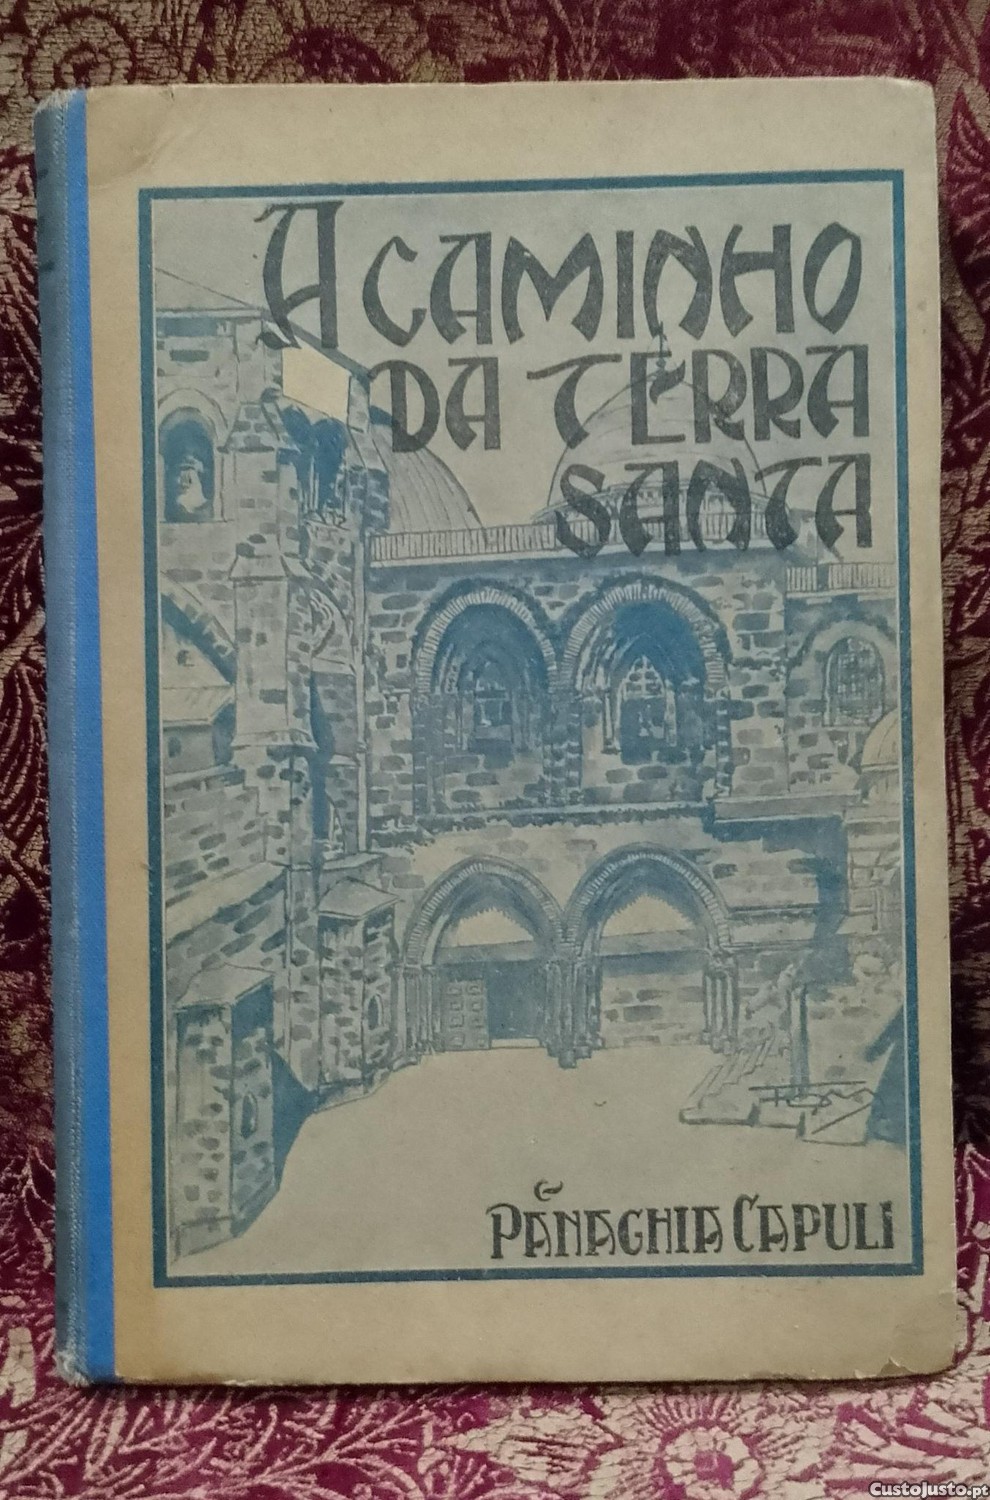 A CAMINHO
DA TERRA
SANTA
E
PANAGHIA CAPULI
CustoJusto.pt